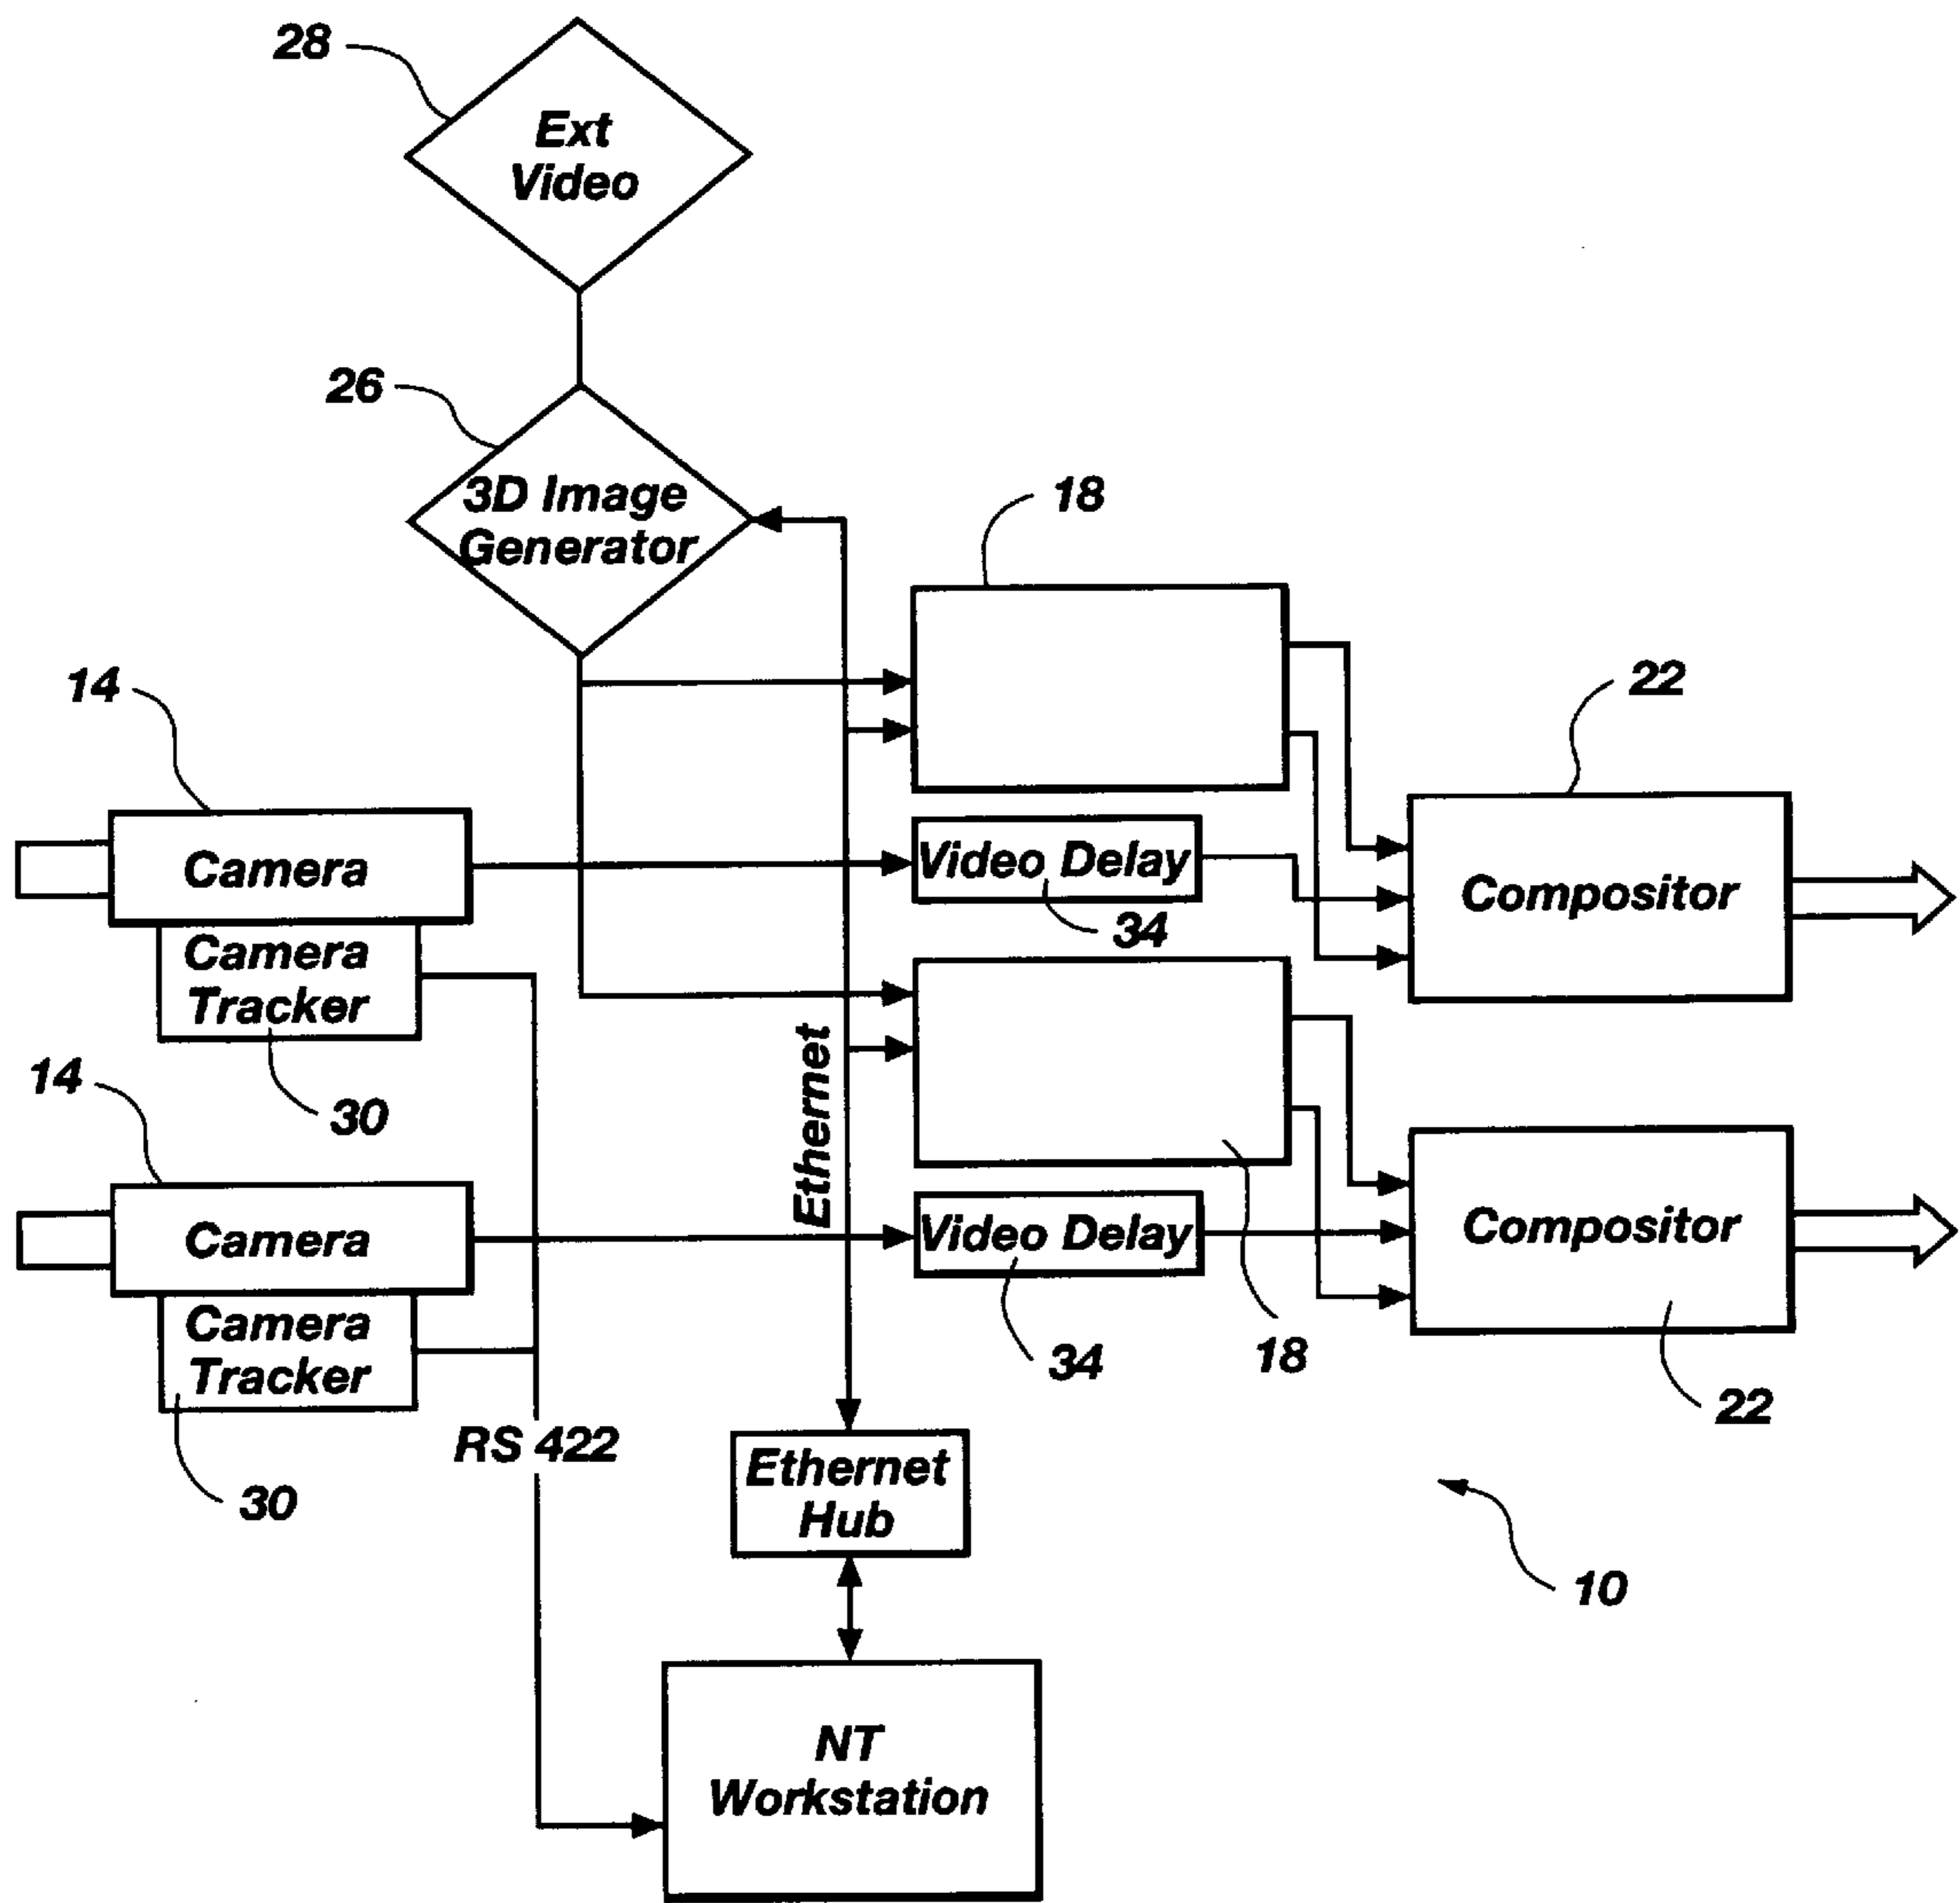 28
Ext
Video
26
3D Image
Generator
18
14
22
Camera
Video Delay
34
Compositor
Camera
Tracker
30
14
Ethernet
Camera
Video Delay
34
18
Compositor
22
Camera
Tracker
30
RS 422
Ethernet
Hub
10
NT
Workstation